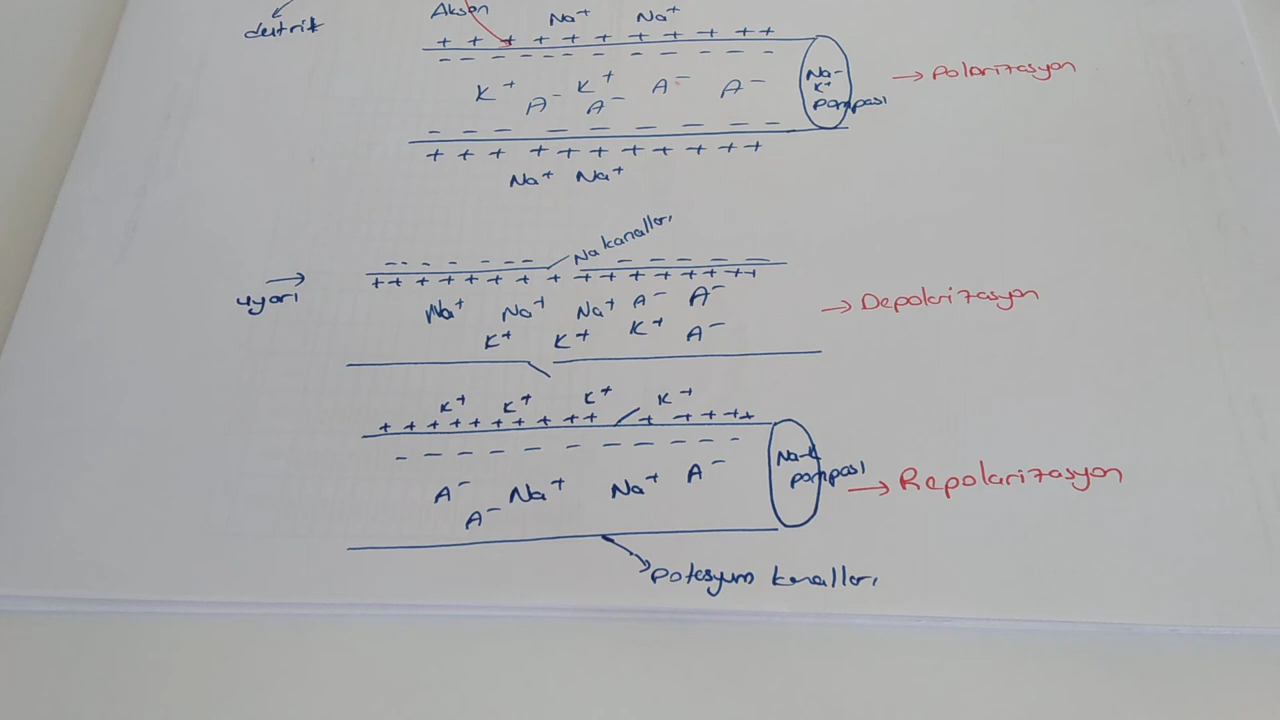 Akson Na⁺ Na⁺
deitrik
+ + + + + + + + + + +
− − − − − − − − − − −
K⁺ A⁻ K⁺ A⁻ A⁻ A⁻
Na-
K⁺
pompası
→ Polarizasyon
− − − − − − − −
+ + + + + + + + + + +
Na⁺ Na⁺
Na kanalları
− − − − − − − − − − −
uyarı →
+ + + + + + + + + + + + + + +
Na⁺ Na⁺ Na⁺ A⁻ A⁻
K⁺ K⁺ K⁺ A⁻
→ Depolarizasyon
K⁺ K⁺ K⁺ K⁺
+ + + + + + + + + + + + + + +
− − − − − − − − − −
A⁻ Na⁺ Na⁺ A⁻
A⁻
Na-K
pompası
→ Repolarizasyon
Potasyum kanalları